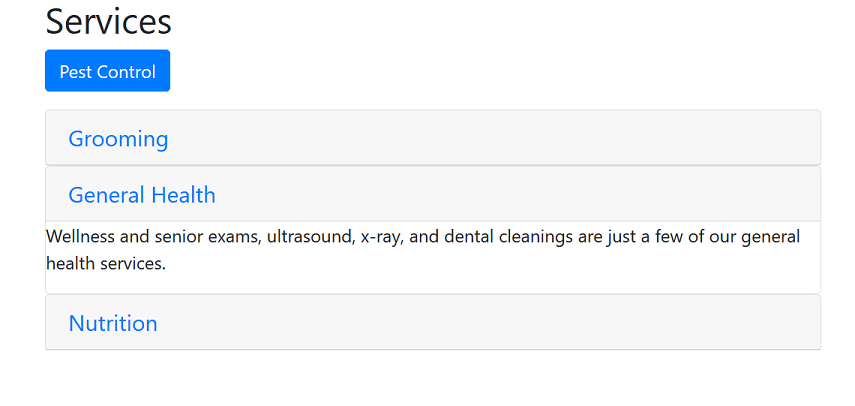 Services
Pest Control
Grooming
General Health
Wellness and senior exams, ultrasound, x-ray, and dental cleanings are just a few of our general
health services.
Nutrition